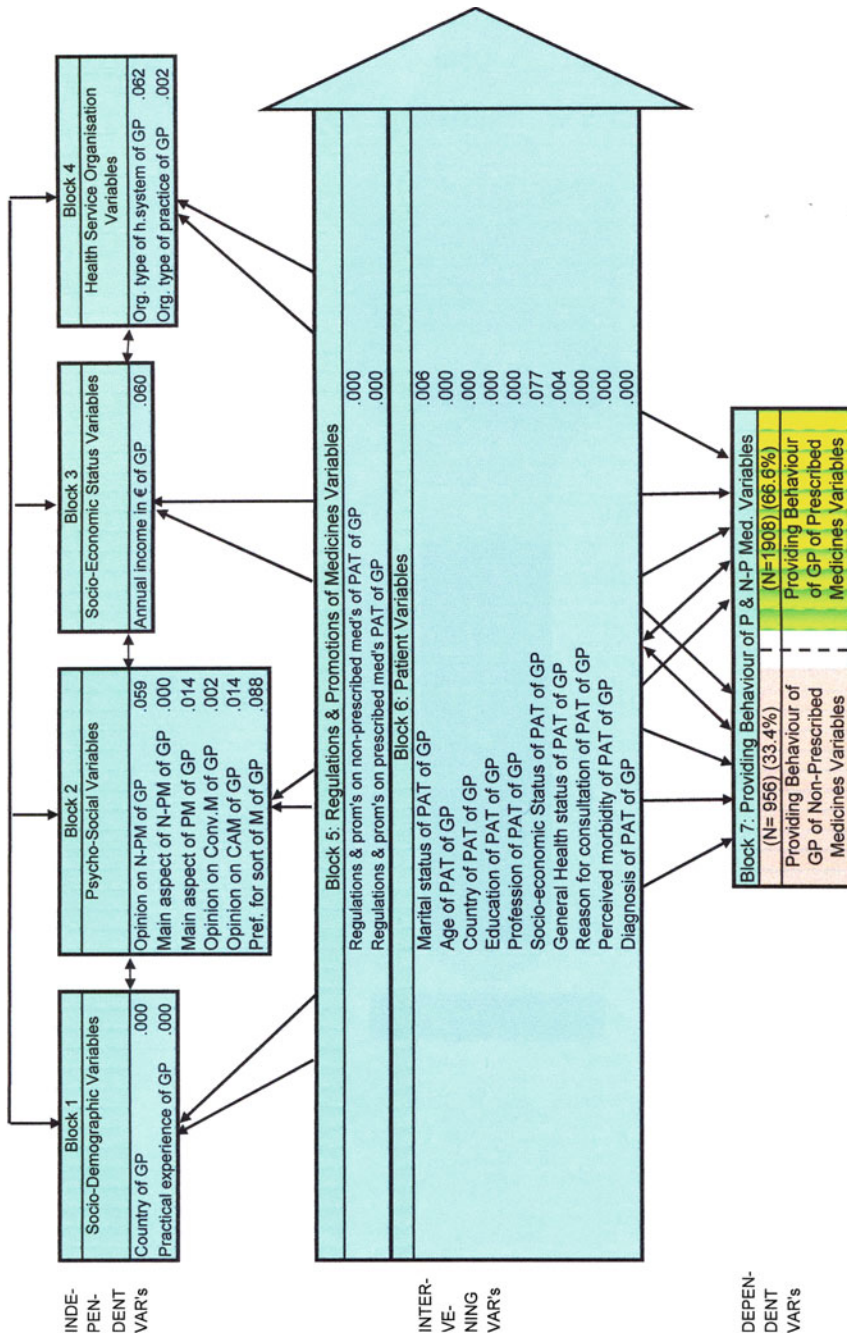 INDE-
PEN-
DENT
VAR's
Block 1
Socio-Demographic Variables
Country of GP .000
Practical experience of GP .000
Block 2
Psycho-Social Variables
Opinion on N-PM of GP .059
Main aspect of N-PM of GP .000
Main aspect of PM of GP .014
Opinion on Conv.M of GP .002
Opinion on CAM of GP .014
Pref. for sort of M of GP .088
Block 3
Socio-Economic Status Variables
Annual income in € of GP .060
Block 4
Health Service Organisation
Variables
Org. type of h.system of GP .062
Org. type of practice of GP .002
INTER-
VE-
NING
VAR's
Block 5: Regulations & Promotions of Medicines Variables
Regulations & prom's on non-prescribed med's of PAT of GP .000
Regulations & prom's on prescribed med's PAT of GP .000
Block 6: Patient Variables
Marital status of PAT of GP .006
Age of PAT of GP .000
Country of PAT of GP .000
Education of PAT of GP .000
Profession of PAT of GP .000
Socio-economic Status of PAT of GP .077
General Health status of PAT of GP .004
Reason for consultation of PAT of GP .000
Perceived morbidity of PAT of GP .000
Diagnosis of PAT of GP .000
DEPEN-
DENT
VAR's
Block 7: Providing Behaviour of P & N-P Med. Variables
(N= 956) (33.4%)
Providing Behaviour of
GP of Non-Prescribed
Medicines Variables
(N=1908) (66.6%)
Providing Behaviour
of GP of Prescribed
Medicines Variables